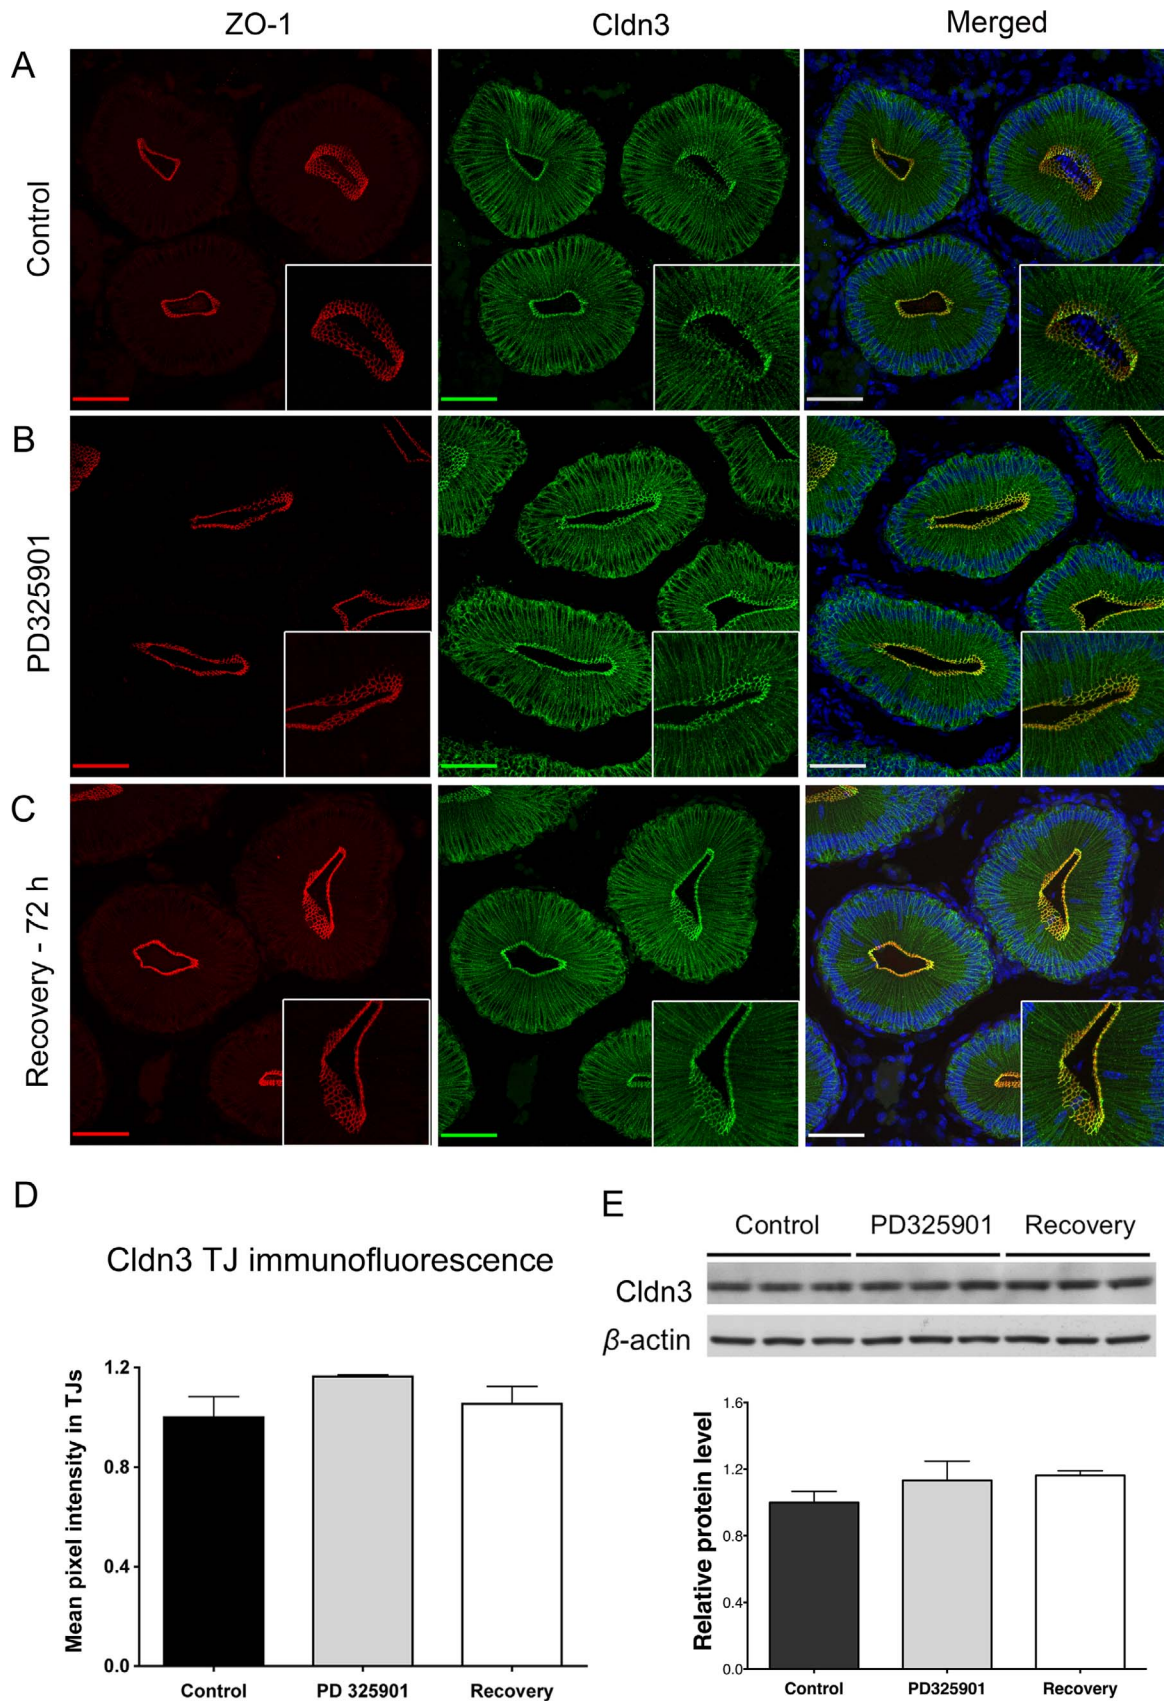 ZO-1 Cldn3 Merged
A
Control
B
PD325901
C
Recovery - 72 h
D
Cldn3 TJ immunofluorescence
Mean pixel intensity in TJs
1.2
0.8
0.4
0.0
Control PD 325901 Recovery
E
Control PD325901 Recovery
Cldn3
β-actin
Relative protein level
1.6
1.2
0.8
0.4
0.0
Control PD325901 Recovery